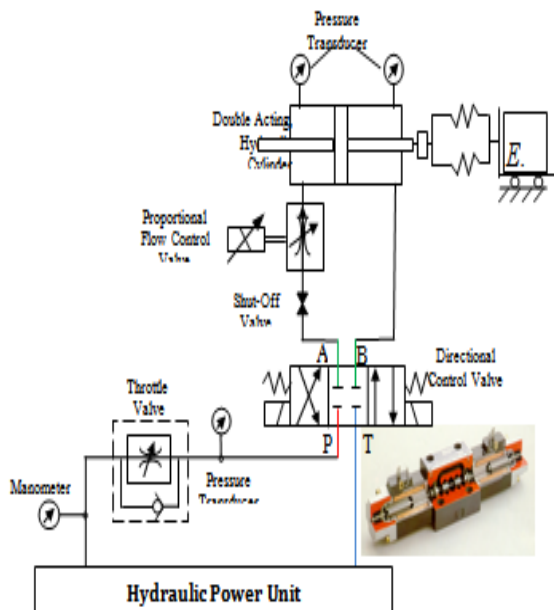 Pressure
Transducer
Double Acting,
Cylinder
E.
Proportional
Flow Control
Valve
Shut-Off
Valve
A B
Directional
Control Valve
Throttle
Valve
P T
Manometer
Pressure
Transducer
Hydraulic Power Unit